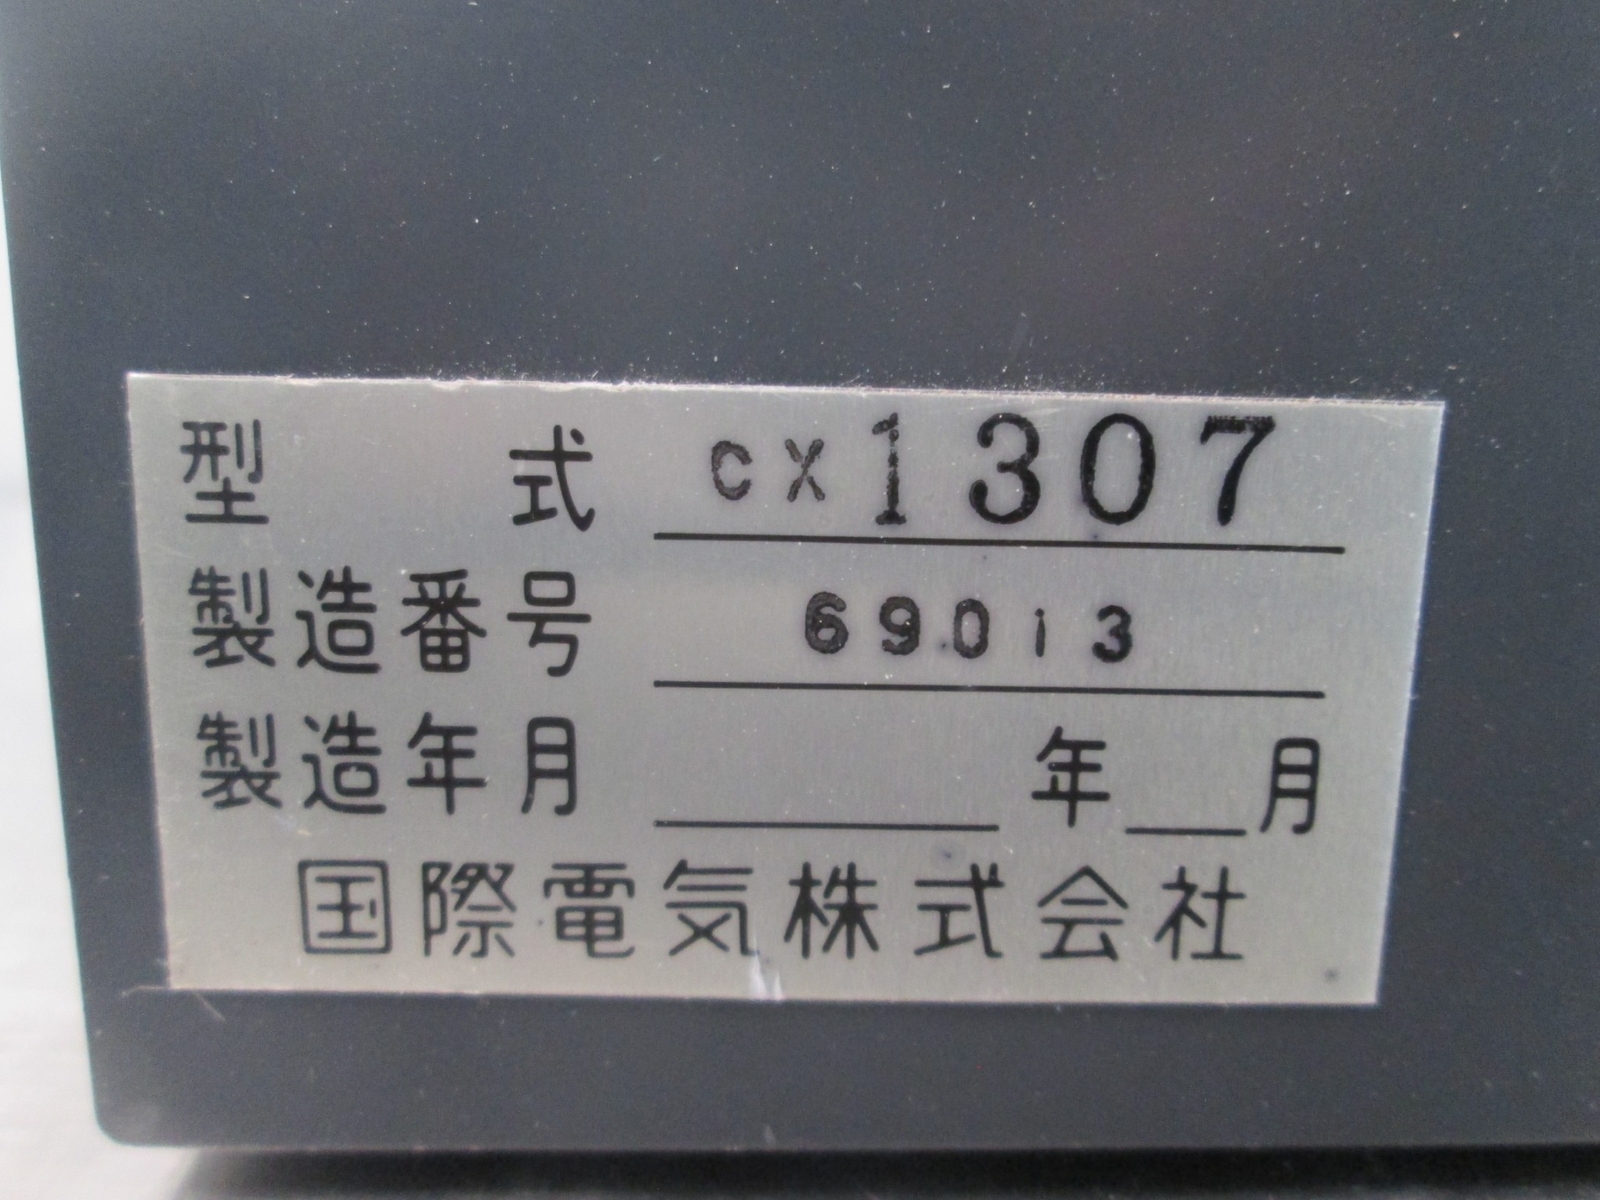 型式 CX1307
製造番号 69013
製造年月 年 月
国際電気株式会社